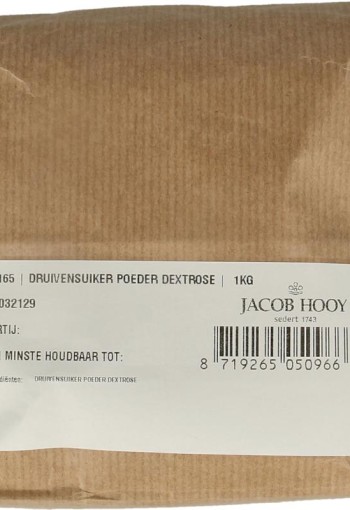 165 | DRUIVENSUIKER POEDER DEXTROSE | 1KG
032129
JACOB HOOY
sedert 1743
RTIJ:
N MINSTE HOUDBAAR TOT:
8 719265 050966
grediënten: DRUIVENSUIKER POEDER DEXTROSE